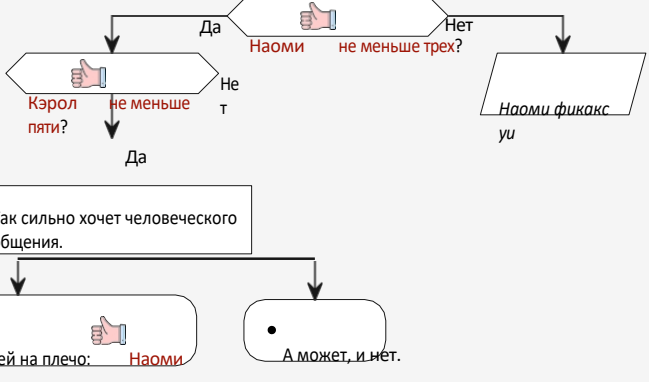 Да
Нет
Наоми не меньше трех?
Кэрол не меньше
пяти?
Не
т
Наоми фикакс
уи
Да
ак сильно хочет человеческого
бщения.
ей на плечо: Наоми
А может, и нет.